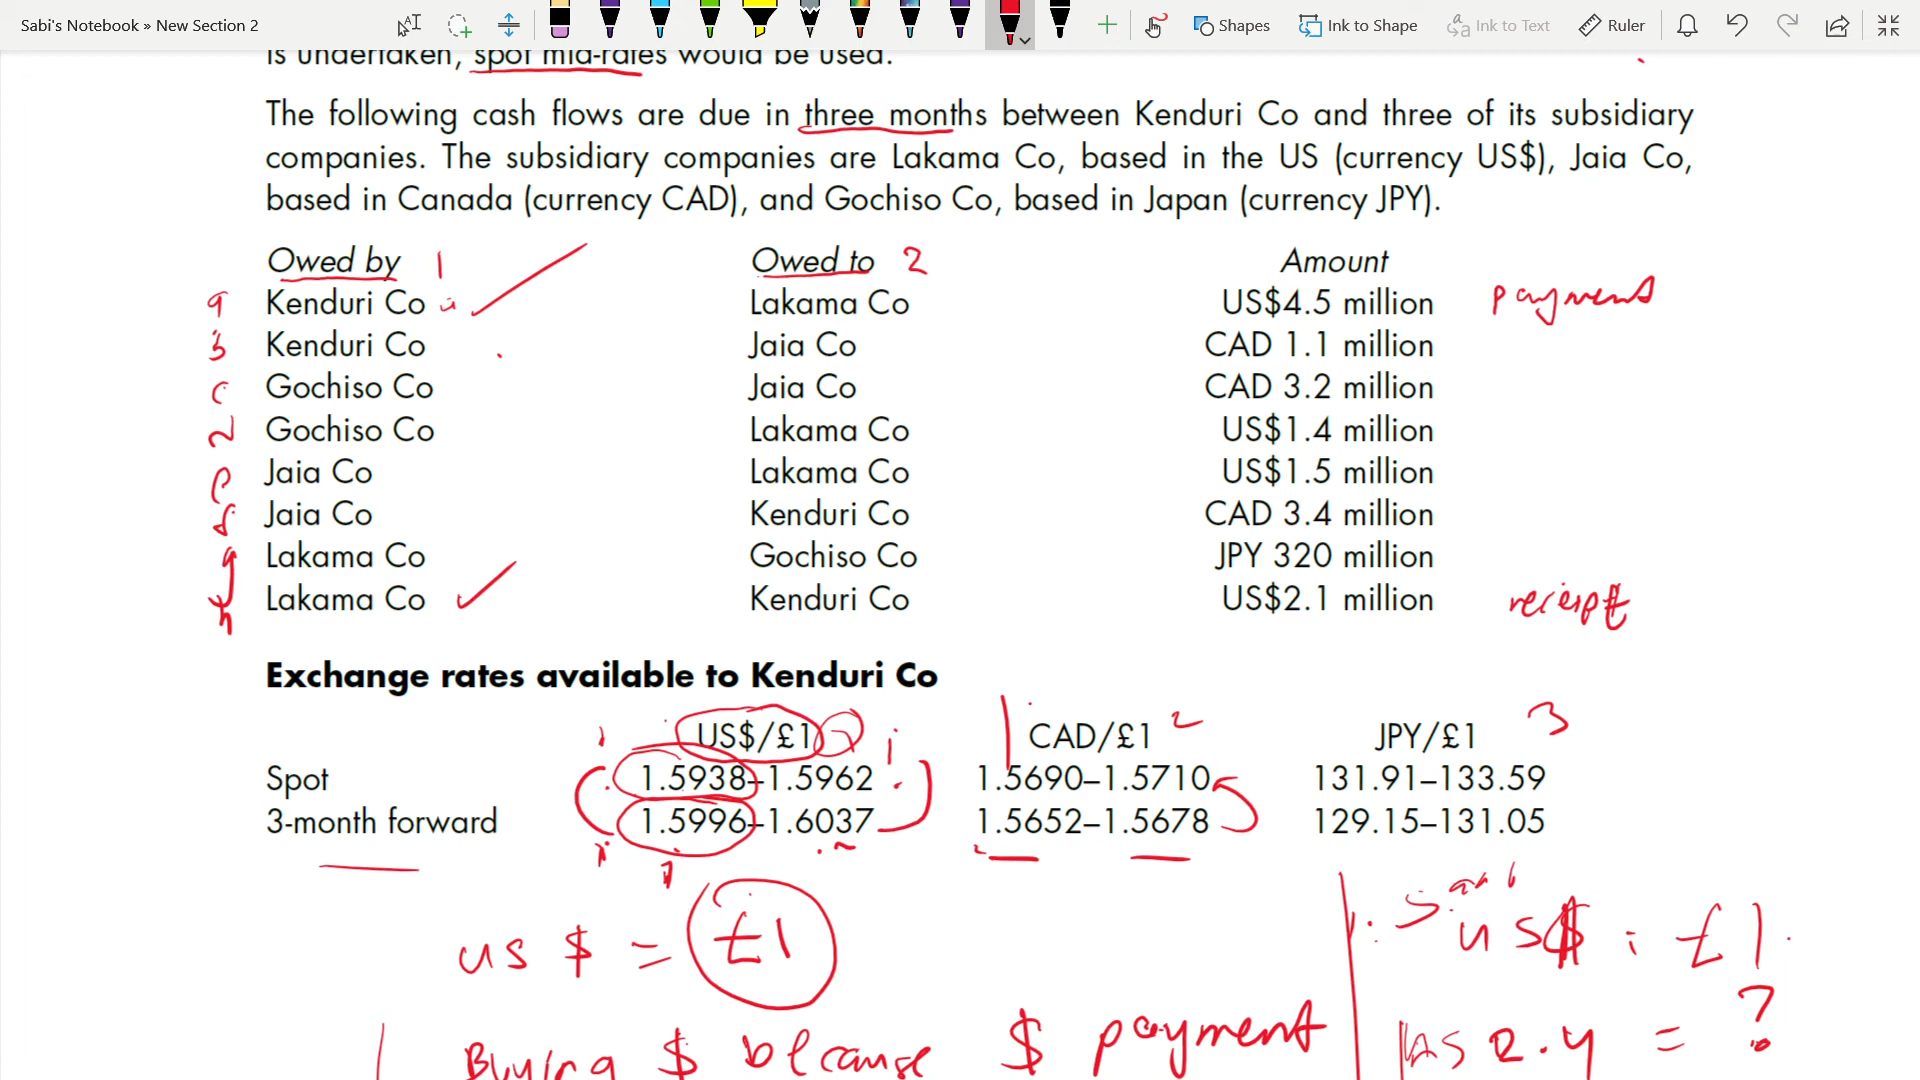 Sabi's Notebook » New Section 2
Shapes Ink to Shape Ink to Text Ruler
is undertaken, spot mid-rates would be used.
The following cash flows are due in three months between Kenduri Co and three of its subsidiary
companies. The subsidiary companies are Lakama Co, based in the US (currency US$), Jaia Co,
based in Canada (currency CAD), and Gochiso Co, based in Japan (currency JPY).
Owed by 1 Owed to 2 Amount
Kenduri Co Lakama Co US$4.5 million payment
Kenduri Co Jaia Co CAD 1.1 million
c Gochiso Co Jaia Co CAD 3.2 million
Gochiso Co Lakama Co US$1.4 million
e Jaia Co Lakama Co US$1.5 million
f Jaia Co Kenduri Co CAD 3.4 million
g Lakama Co Gochiso Co JPY 320 million
h Lakama Co Kenduri Co US$2.1 million
Exchange rates available to Kenduri Co
US$/£1 CAD/£1 2 JPY/£1 3
Spot 1.5938–1.5962 1.5690–1.5710 131.91–133.59
3-month forward 1.5996–1.6037 1.5652–1.5678 129.15–131.05
us $ = £1
us$ : £1
Buying $ because $ payment
2.4 = ?